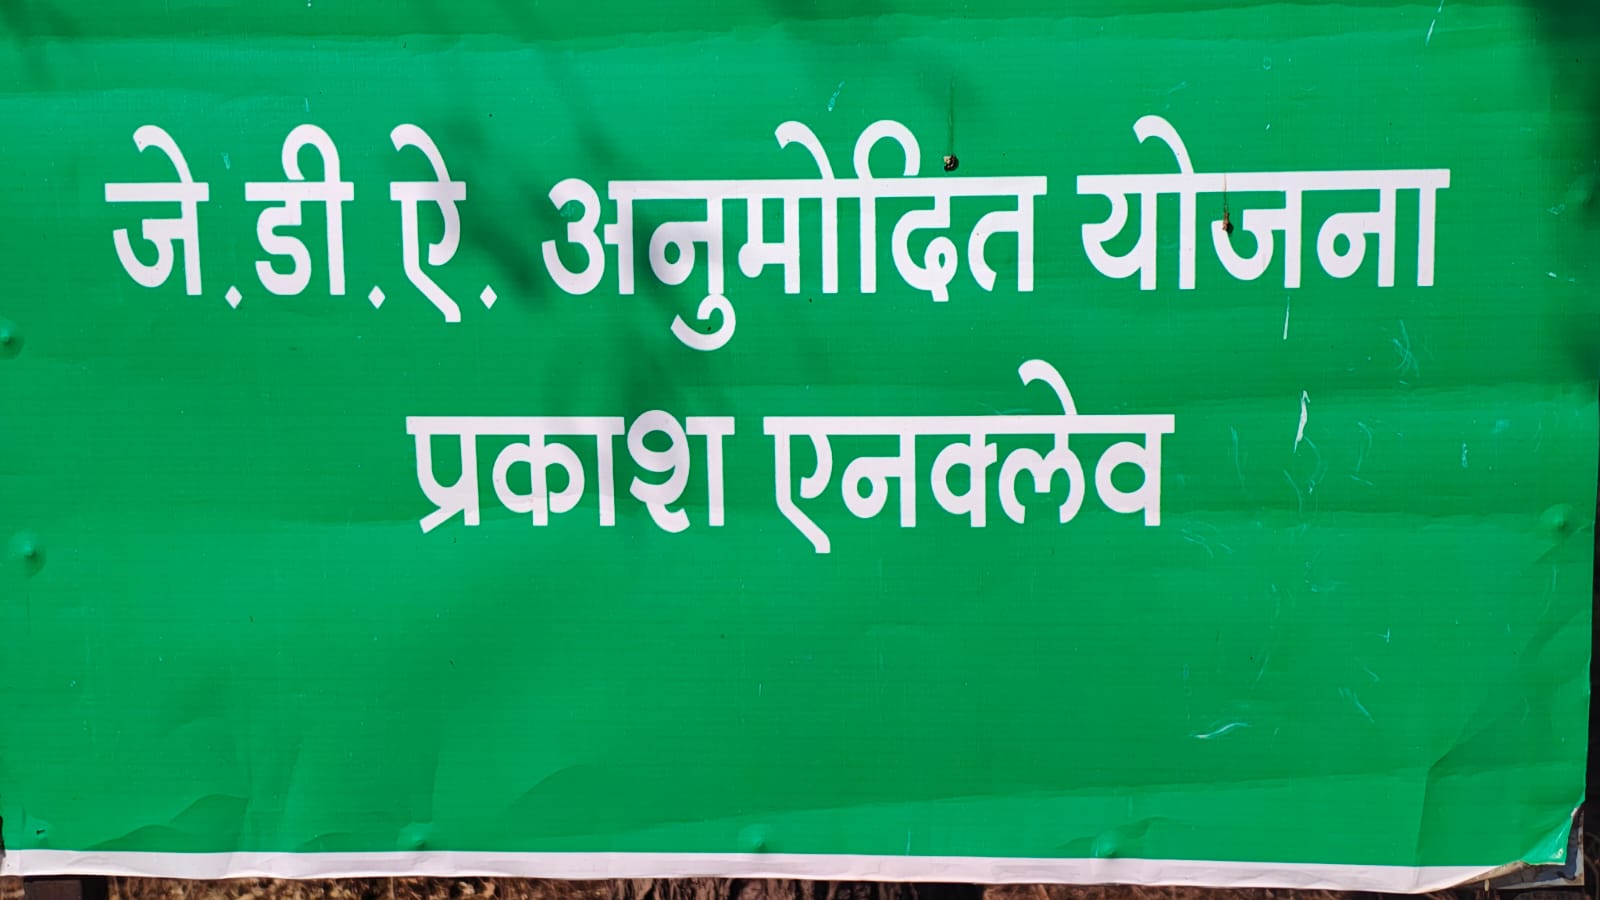 जे.डी.ऐ. अनुमोदित योजना
प्रकाश एनक्लेव